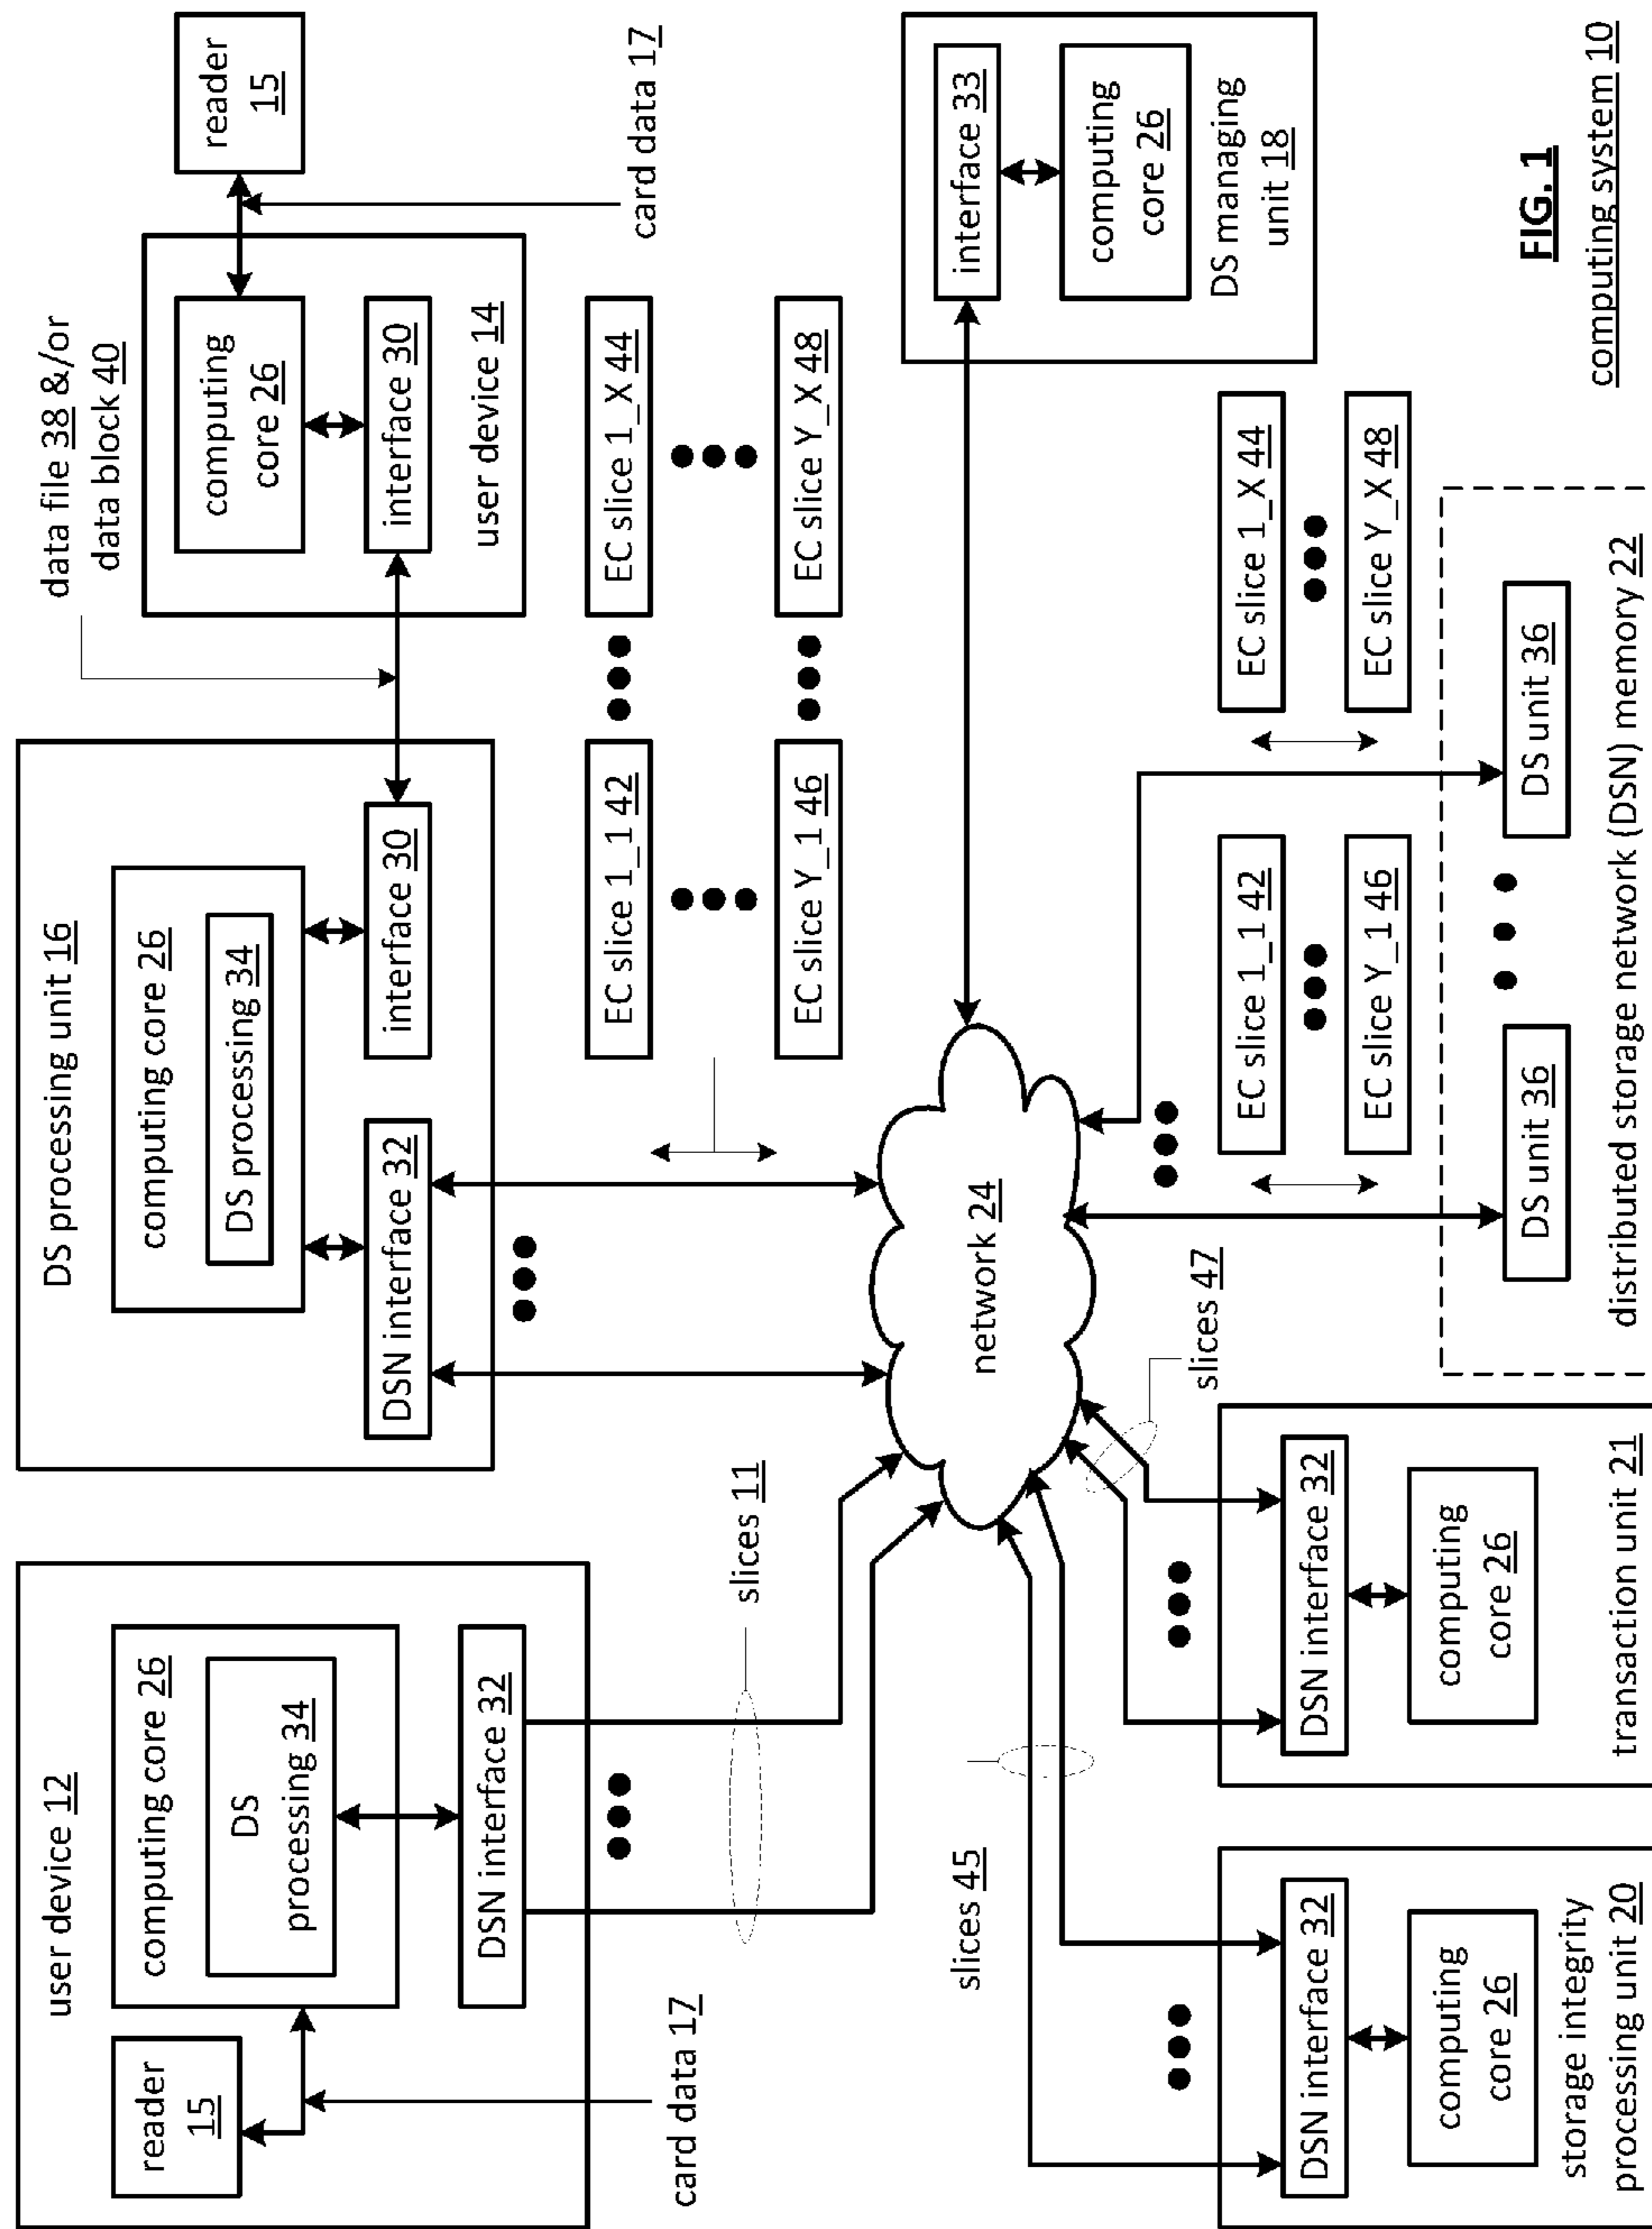 user device 12
reader
15
computing core 26
DS
processing 34
DSN interface 32
card data 17
slices 11
DS processing unit 16
computing core 26
DS processing 34
DSN interface 32
interface 30
data file 38 &/or
data block 40
computing
core 26
interface 30
user device 14
reader
15
card data 17
EC slice 1_1 42
EC slice 1_X 44
EC slice Y_1 46
EC slice Y_X 48
network 24
interface 33
computing
core 26
DS managing
unit 18
slices 45
slices 47
DSN interface 32
computing
core 26
storage integrity
processing unit 20
DSN interface 32
computing
core 26
transaction unit 21
EC slice 1_1 42
EC slice Y_1 46
EC slice 1_X 44
EC slice Y_X 48
DS unit 36
DS unit 36
distributed storage network (DSN) memory 22
FIG. 1
computing system 10